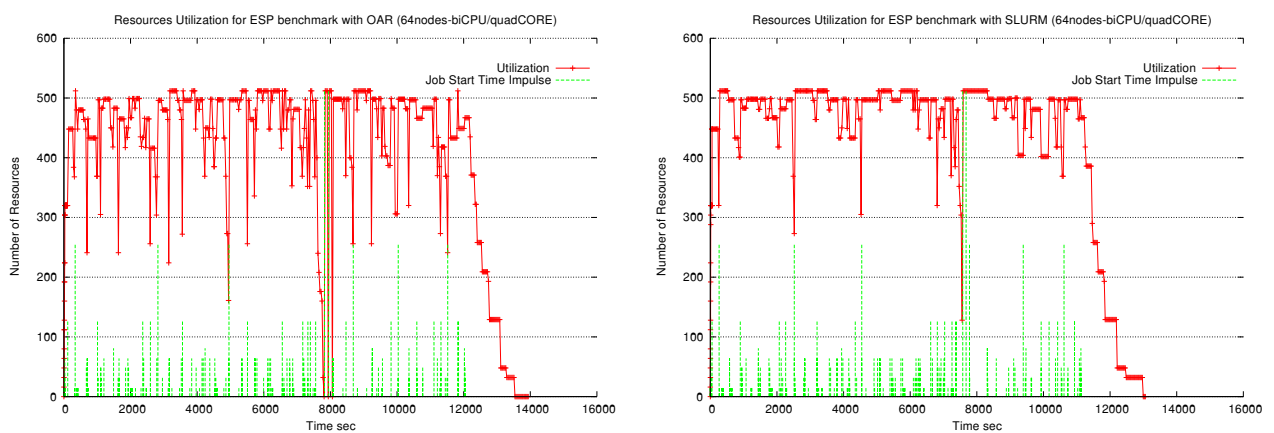 Resources Utilization for ESP benchmark with OAR (64nodes-biCPU/quadCORE)
600
500
400
300
200
100
0
Number of Resources
Utilization
Job Start Time Impulse
0 2000 4000 6000 8000 10000 12000 14000 16000
Time sec
Resources Utilization for ESP benchmark with SLURM (64nodes-biCPU/quadCORE)
600
500
400
300
200
100
0
Number of Resources
Utilization
Job Start Time Impulse
0 2000 4000 6000 8000 10000 12000 14000 16000
Time sec